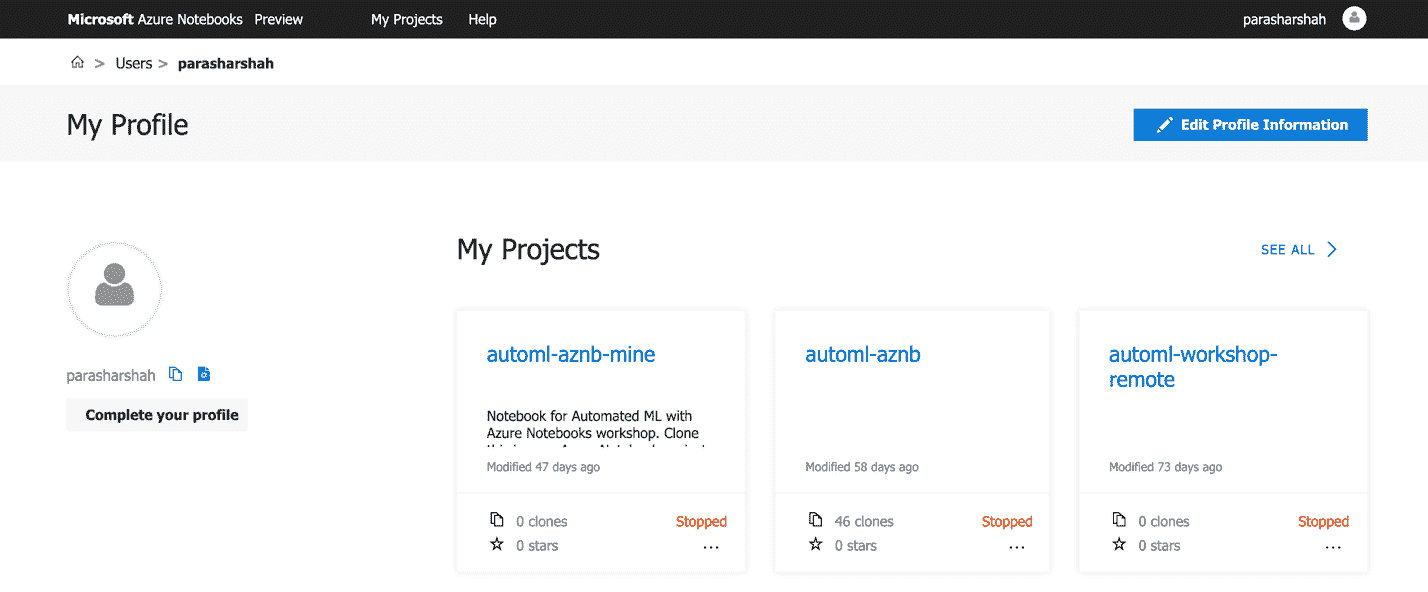 Microsoft Azure Notebooks Preview My Projects Help parasharshah
> Users > parasharshah
My Profile
Edit Profile Information
My Projects
SEE ALL
parasharshah
Complete your profile
automl-aznb-mine
Notebook for Automated ML with
Azure Notebooks workshop. Clone
Modified 47 days ago
0 clones
Stopped
0 stars
...
automl-aznb
Modified 58 days ago
46 clones
Stopped
0 stars
...
automl-workshop-
remote
Modified 73 days ago
0 clones
Stopped
0 stars
...